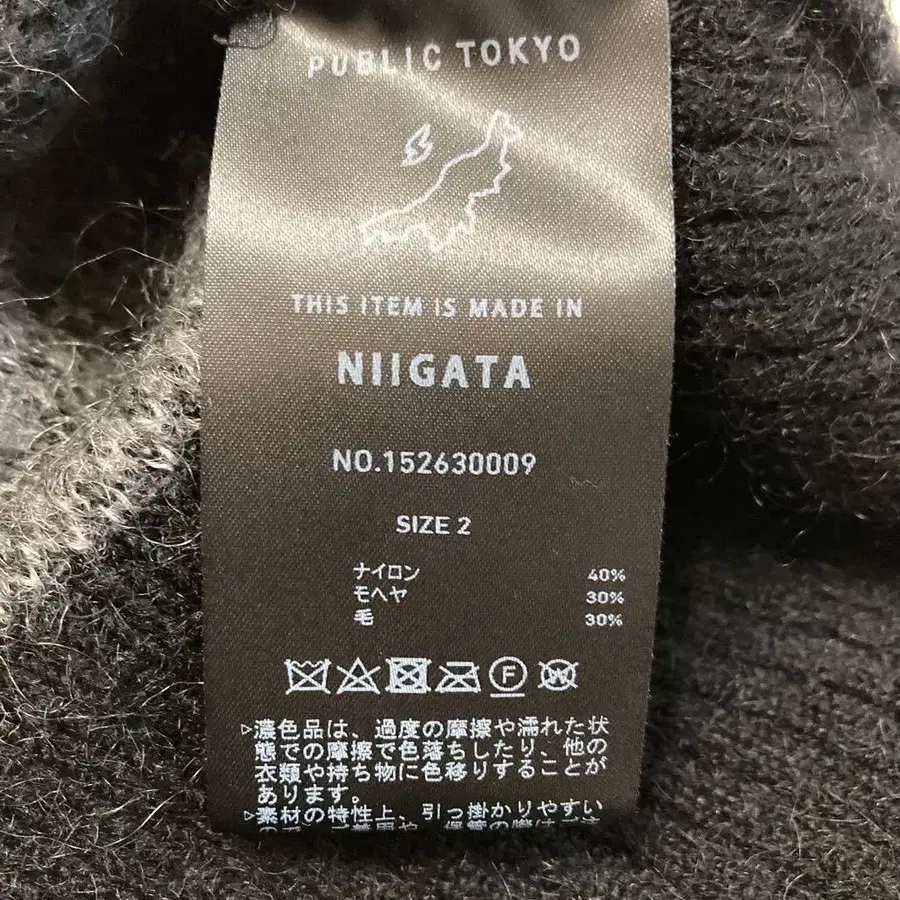 PUBLIC TOKYO
THIS ITEM IS MADE IN
NIIGATA
NO.152630009
SIZE 2
ナイロン 40%
モヘヤ 30%
毛 30%
F W
▷濃色品は、過度の摩擦や濡れた状
態での摩擦で色落ちしたり、他の
衣類や持ち物に色移りすることが
あります。
▷素材の特性上、引っ掛かりやすい